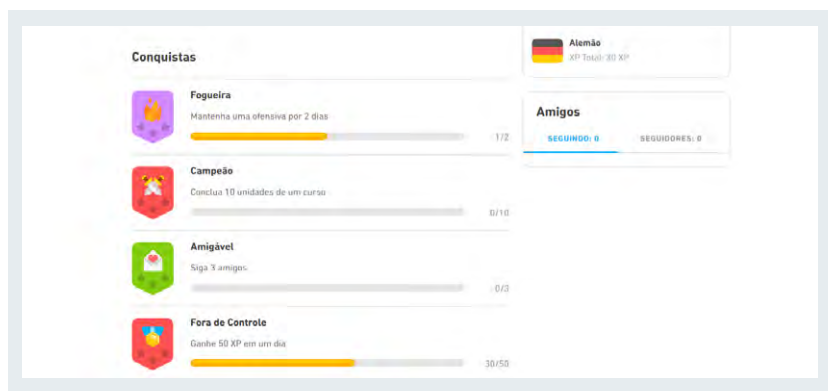 Conquistas
Fogueira
Mantenha uma ofensiva por 2 dias
1/2
Campeão
Conclua 10 unidades de um curso
0/10
Amigável
Siga 3 amigos.
0/3
Fora de Controle
Ganhe 50 XP em um dia
30/50
Alemão
XP Total: 30 XP
Amigos
SEGUINDO: 0
SEGUIDORES: 0